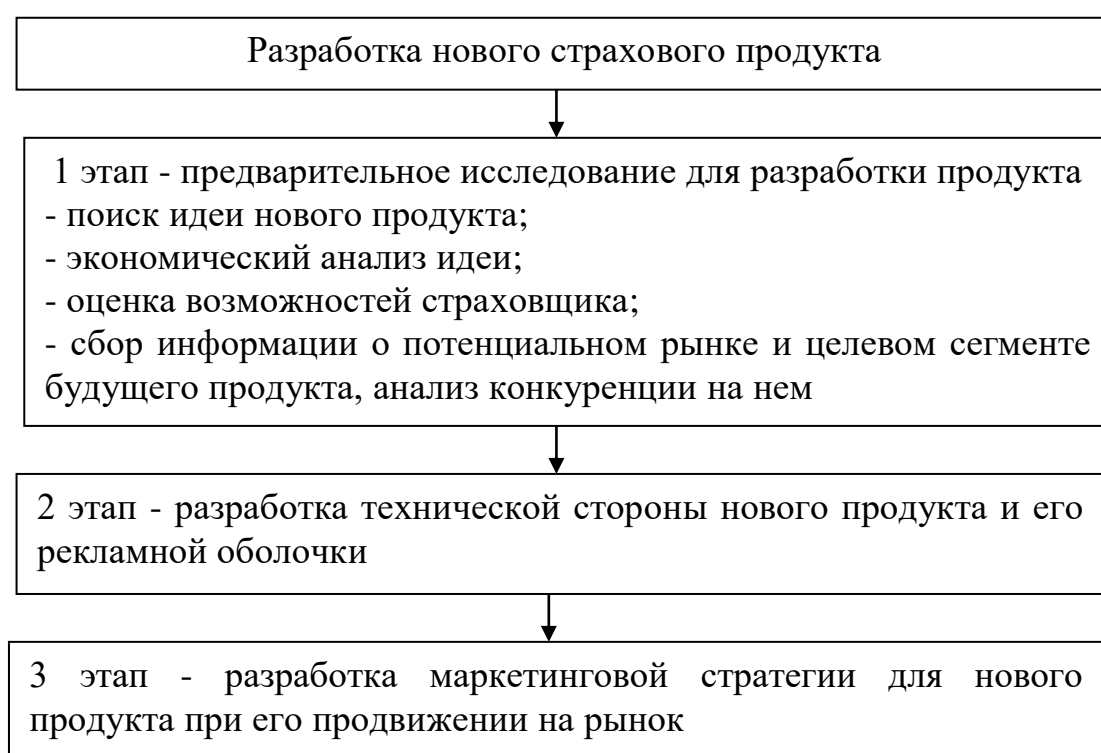 Разработка нового страхового продукта
1 этап - предварительное исследование для разработки продукта
- поиск идеи нового продукта;
- экономический анализ идеи;
- оценка возможностей страховщика;
- сбор информации о потенциальном рынке и целевом сегменте
будущего продукта, анализ конкуренции на нем
2 этап - разработка технической стороны нового продукта и его
рекламной оболочки
3 этап - разработка маркетинговой стратегии для нового
продукта при его продвижении на рынок